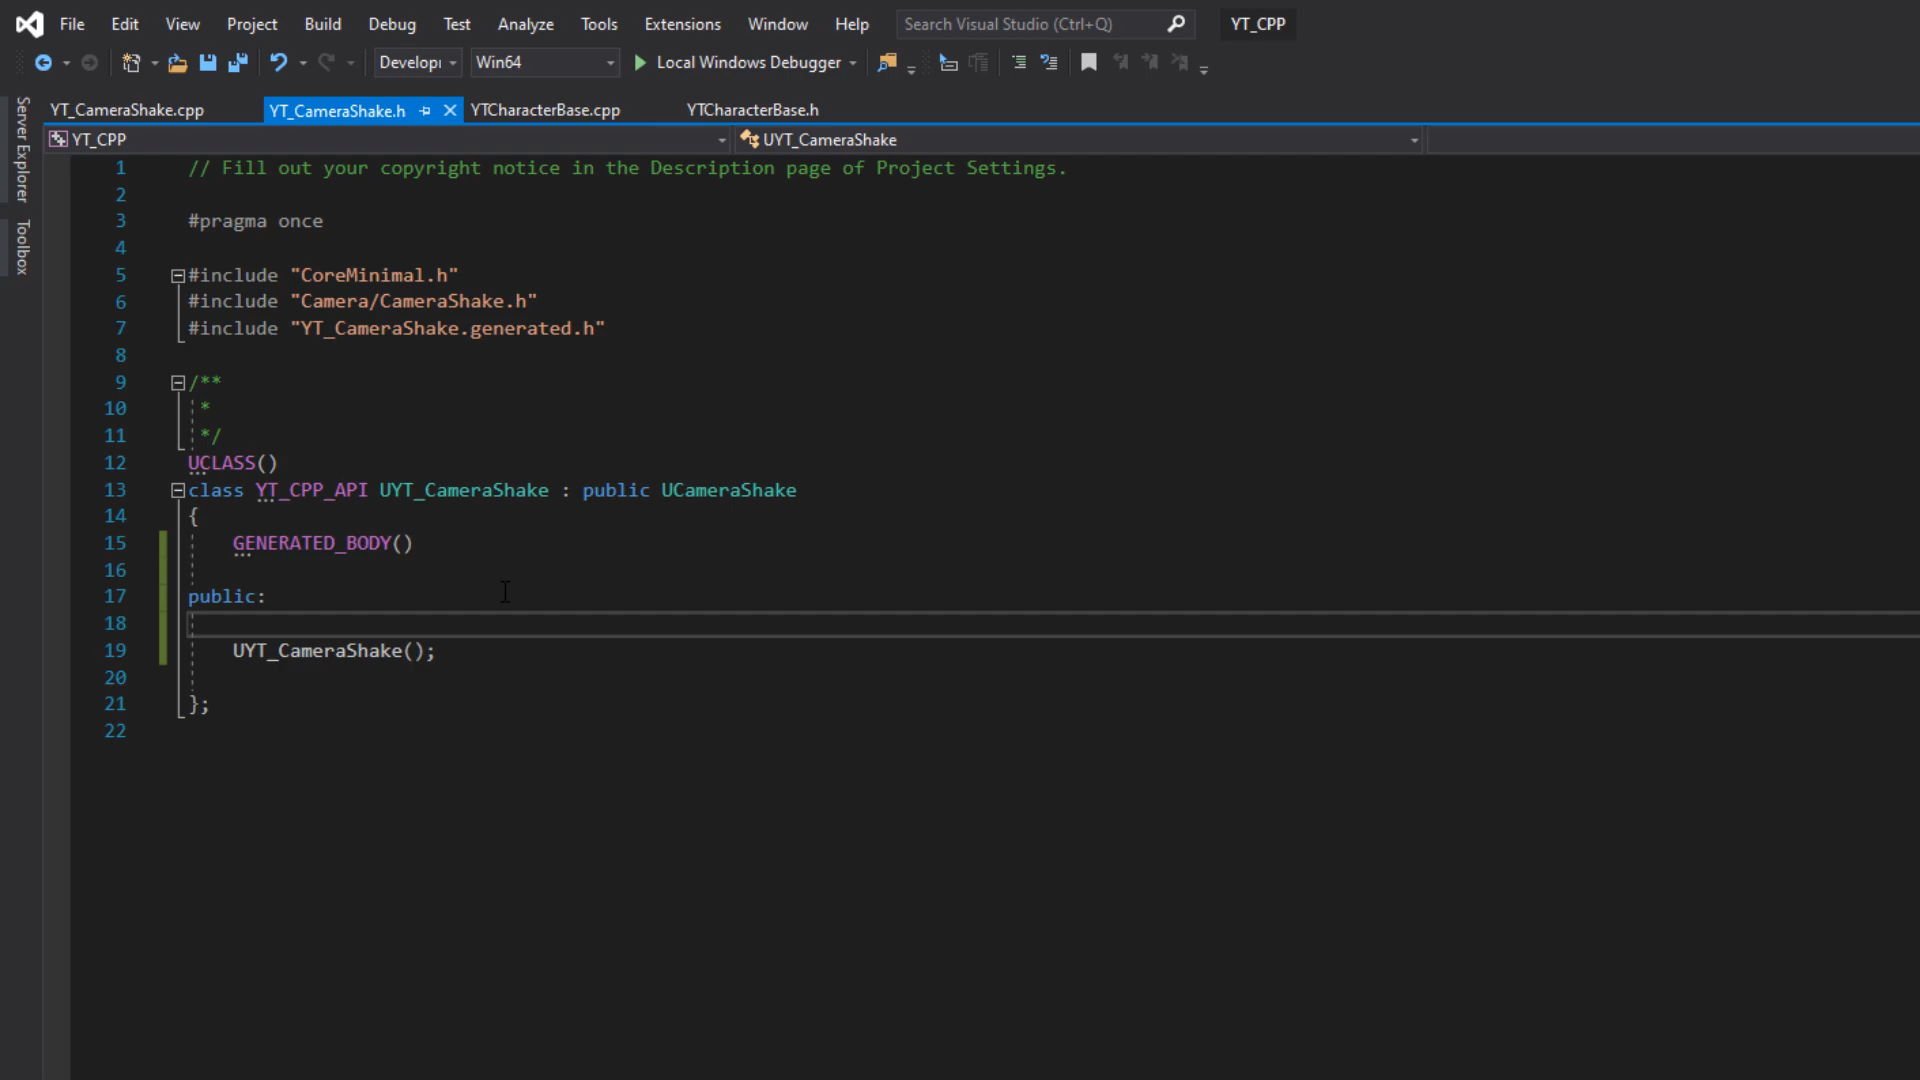 File Edit View Project Build Debug Test Analyze Tools Extensions Window Help Search Visual Studio (Ctrl+Q) YT_CPP
Develop Win64 Local Windows Debugger
YT_CameraShake.cpp YT_CameraShake.h YTCharacterBase.cpp YTCharacterBase.h
YT_CPP UYT_CameraShake
Server Explorer
Toolbox
1 // Fill out your copyright notice in the Description page of Project Settings.
2
3 #pragma once
4
5 #include "CoreMinimal.h"
6 #include "Camera/CameraShake.h"
7 #include "YT_CameraShake.generated.h"
8
9 /**
10 *
11 */
12 UCLASS()
13 class YT_CPP_API UYT_CameraShake : public UCameraShake
14 {
15 GENERATED_BODY()
16
17 public:
18
19 UYT_CameraShake();
20
21 };
22